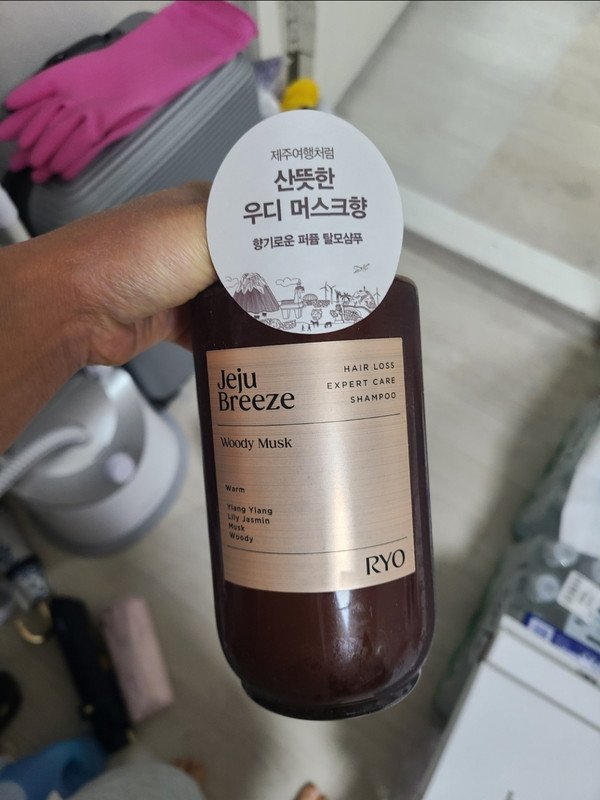 제주여행처럼
산뜻한
우디 머스크향
향기로운 퍼퓸 탈모샴푸
Jeju
Breeze
HAIR LOSS
EXPERT CARE
SHAMPOO
Woody Musk
Warm
Ylang Ylang
Lily Jasmin
Musk
Woody
RYO